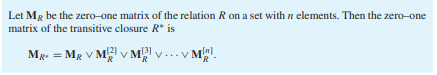 Let M_R be the zero–one matrix of the relation R on a set with n elements. Then the zero–one
matrix of the transitive closure R* is
M_R* = M_R ∨ M_R^[2] ∨ M_R^[3] ∨ ⋯ ∨ M_R^[n].